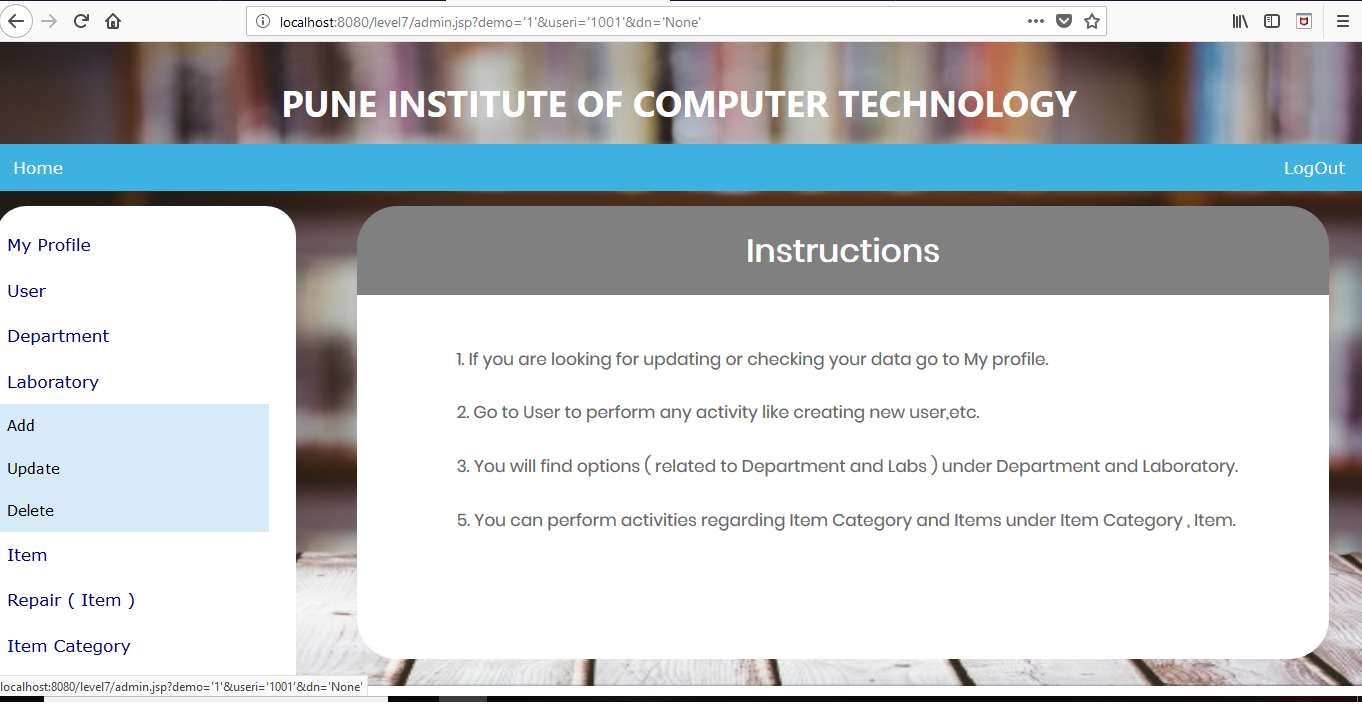 localhost:8080/level7/admin.jsp?demo='1'&useri='1001'&dn='None'
PUNE INSTITUTE OF COMPUTER TECHNOLOGY
Home
LogOut
My Profile
User
Department
Laboratory
Add
Update
Delete
Item
Repair ( Item )
Item Category
Instructions
1. If you are looking for updating or checking your data go to My profile.
2. Go to User to perform any activity like creating new user,etc.
3. You will find options ( related to Department and Labs ) under Department and Laboratory.
5. You can perform activities regarding Item Category and Items under Item Category , Item.
localhost:8080/level7/admin.jsp?demo='1'&useri='1001'&dn='None'